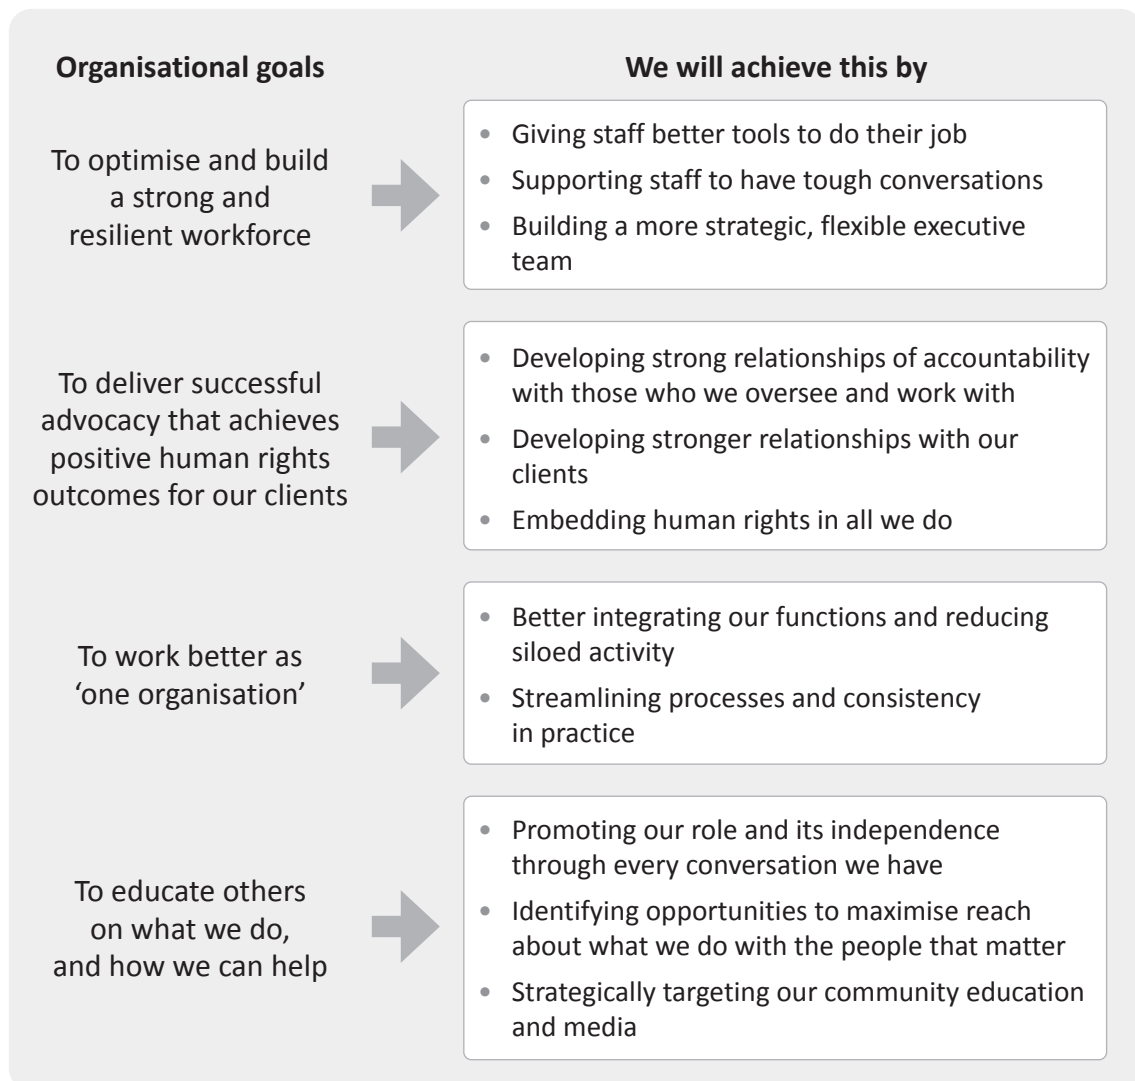 Organisational goals
We will achieve this by
To optimise and build
a strong and
resilient workforce
• Giving staff better tools to do their job
• Supporting staff to have tough conversations
• Building a more strategic, flexible executive
team
To deliver successful
advocacy that achieves
positive human rights
outcomes for our clients
• Developing strong relationships of accountability
with those who we oversee and work with
• Developing stronger relationships with our
clients
• Embedding human rights in all we do
To work better as
‘one organisation’
• Better integrating our functions and reducing
siloed activity
• Streamlining processes and consistency
in practice
To educate others
on what we do,
and how we can help
• Promoting our role and its independence
through every conversation we have
• Identifying opportunities to maximise reach
about what we do with the people that matter
• Strategically targeting our community education
and media